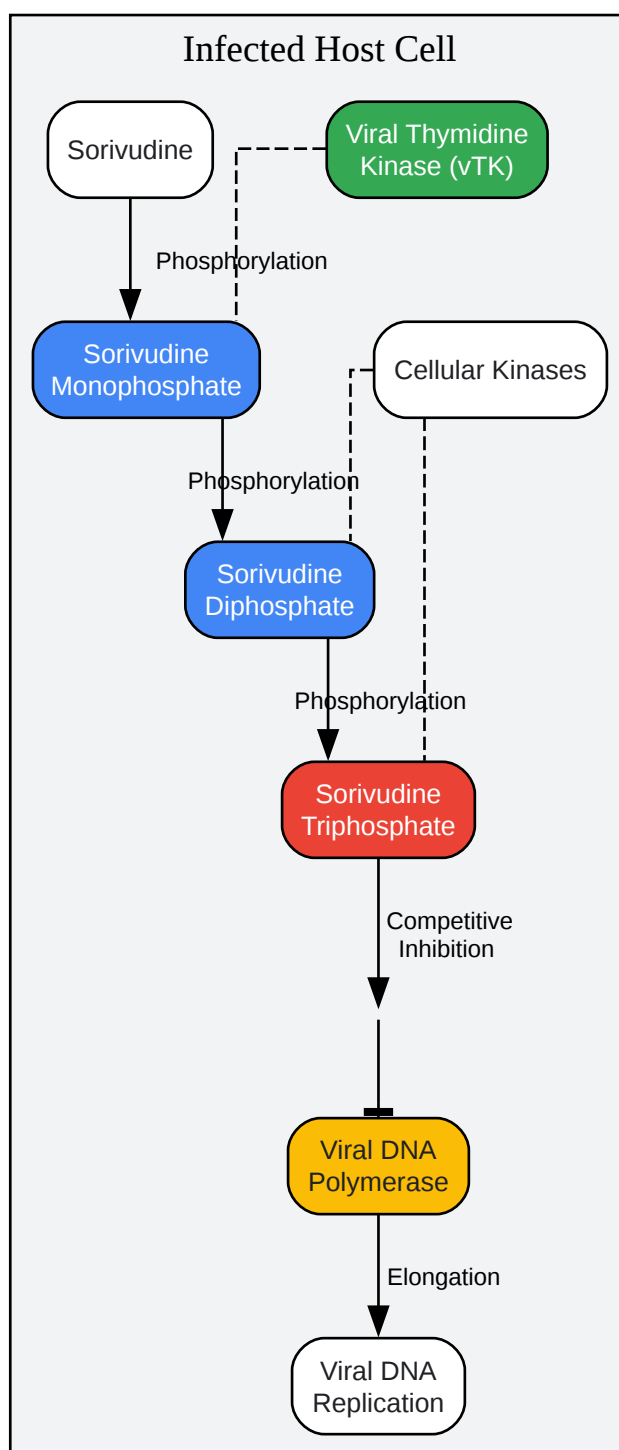 Infected Host Cell
Sorivudine
Viral Thymidine
Kinase (vTK)
Phosphorylation
Sorivudine
Monophosphate
Cellular Kinases
Phosphorylation
Sorivudine
Diphosphate
Phosphorylation
Sorivudine
Triphosphate
Competitive
Inhibition
Viral DNA
Polymerase
Elongation
Viral DNA
Replication